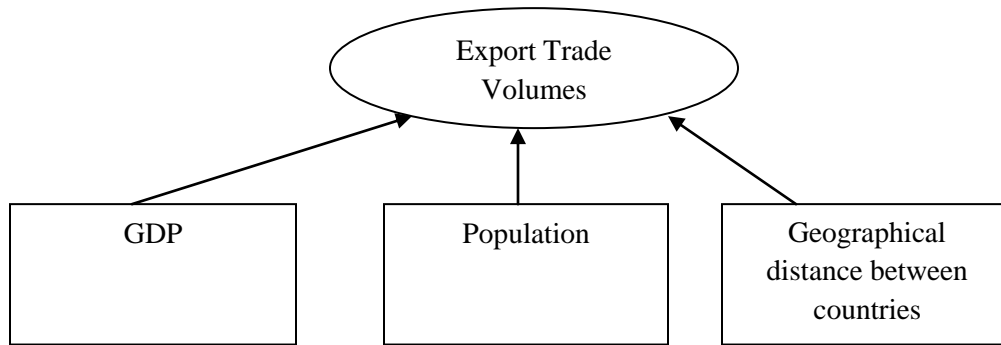 Export Trade
Volumes
GDP
Population
Geographical
distance between
countries